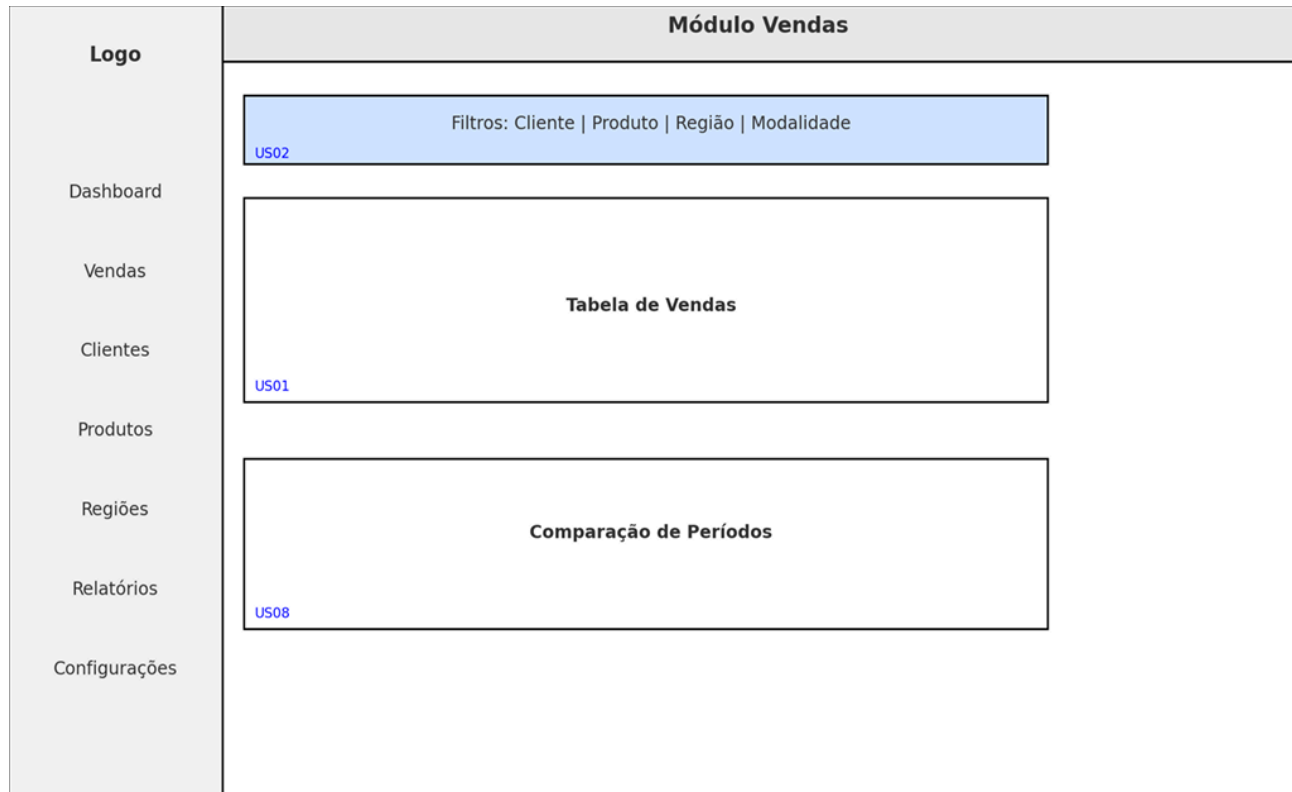 Logo
Dashboard
Vendas
Clientes
Produtos
Regiões
Relatórios
Configurações
Módulo Vendas
Filtros: Cliente | Produto | Região | Modalidade
US02
Tabela de Vendas
US01
Comparação de Períodos
US08